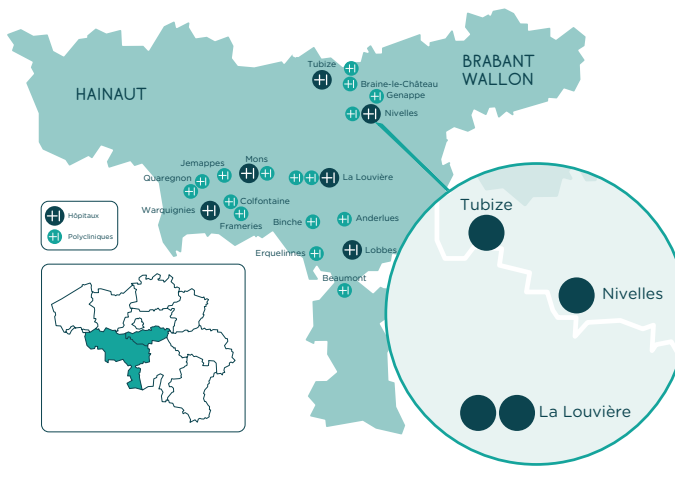 HAINAUT
BRABANT
WALLON
Tubize
Braine-le-Château
Genappe
Nivelles
Mons
Jemappes
Quaregnon
La Louvière
Warquignies
Colfontaine
Frameries
Binche
Anderlues
Erquelinnes
Lobbes
Beaumont
Hôpitaux
Polycliniques
Tubize
Nivelles
La Louvière